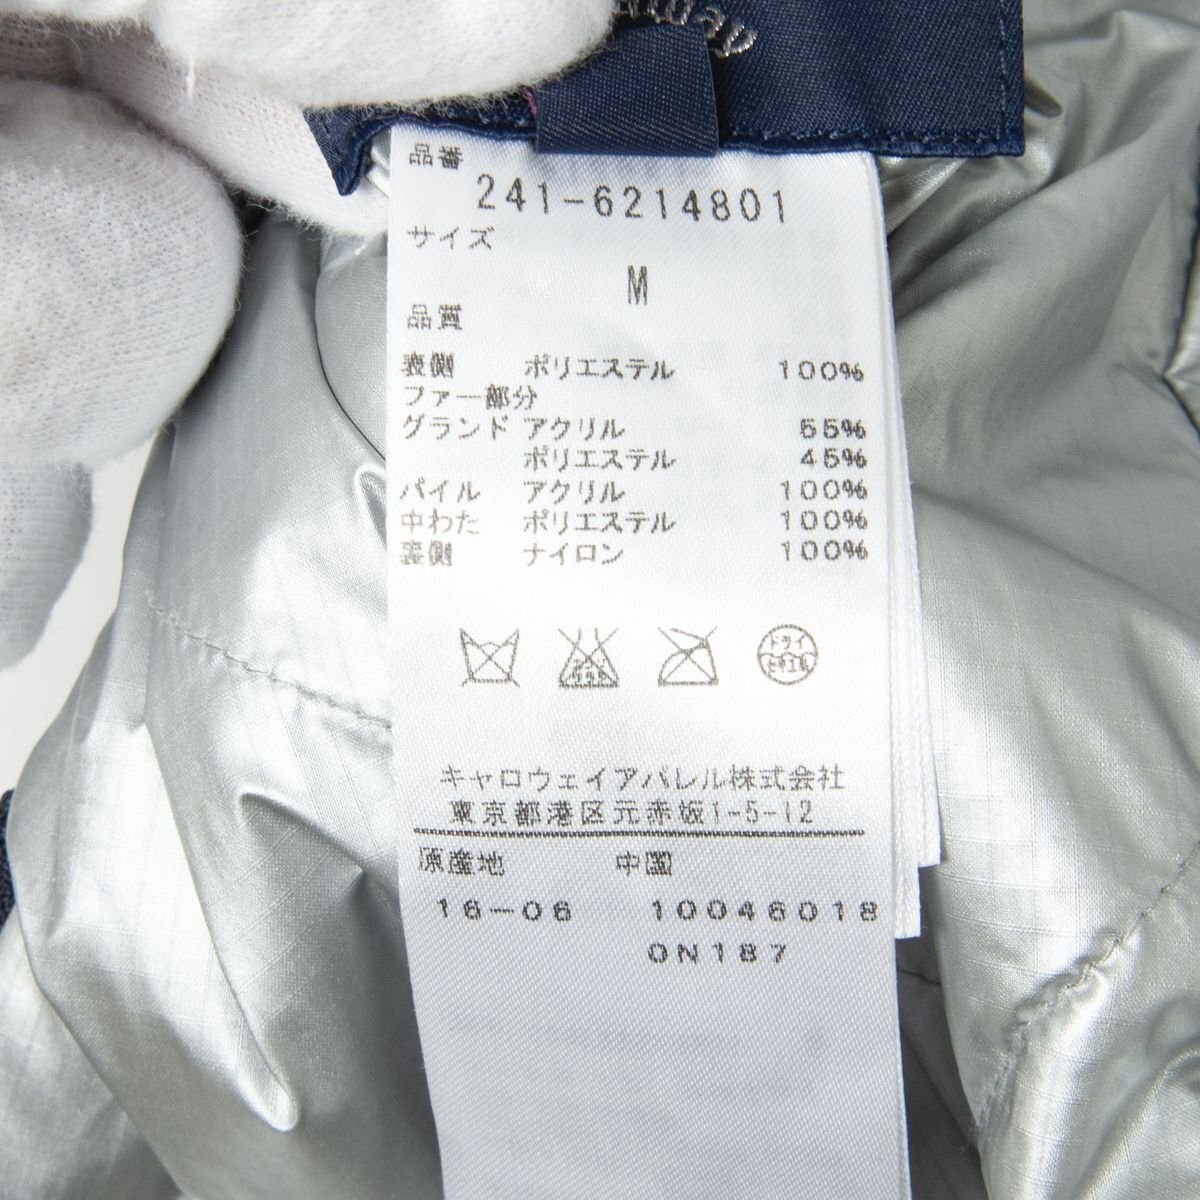 品番
241-6214801
サイズ
M
品質
表側 ポリエステル 100%
ファー部分
グランド アクリル 55%
ポリエステル 45%
パイル アクリル 100%
中わた ポリエステル 100%
裏側 ナイロン 100%
ドライ
キャロウェイアパレル株式会社
東京都港区元赤坂1-5-12
原産地 中国
16-06 10046018
0N187